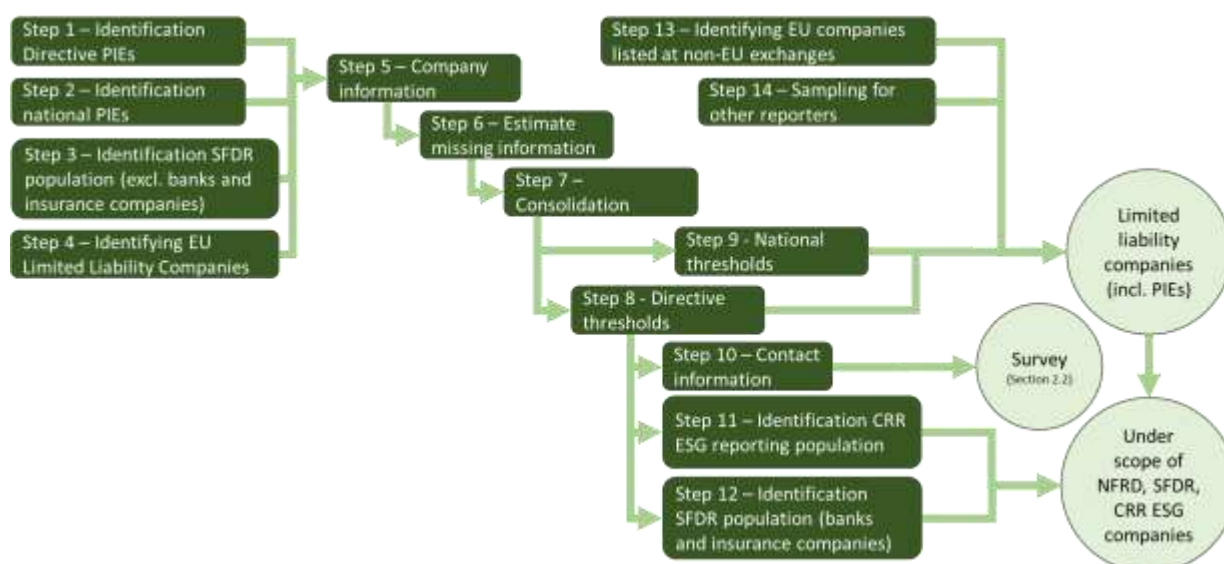 Step 1 – Identification
Directive PIEs
Step 2 – Identification
national PIEs
Step 3 – Identification SFDR
population (excl. banks and
insurance companies)
Step 4 – Identifying EU
Limited Liability Companies
Step 5 – Company
information
Step 6 – Estimate
missing information
Step 7 –
Consolidation
Step 9 - National
thresholds
Step 8 - Directive
thresholds
Step 10 – Contact
information
Step 11 – Identification CRR
ESG reporting population
Step 12 – Identification
SFDR population (banks
and insurance companies)
Step 13 – Identifying EU companies
listed at non-EU exchanges
Step 14 – Sampling for
other reporters
Limited
liability
companies
(incl. PIEs)
Survey
(Section 2.2)
Under
scope of
NFRD, SFDR,
CRR ESG
companies